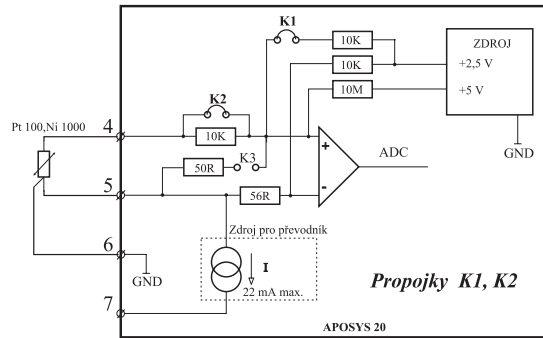 K1
10K
ZDROJ
10K
+2,5 V
10M
+5 V
K2
Pt 100,Ni 1000
4
10K
GND
50R
K3
+
ADC
5
56R
-
Zdroj pro převodník
6
GND
I
22 mA max.
Propojky K1, K2
7
APOSYS 20